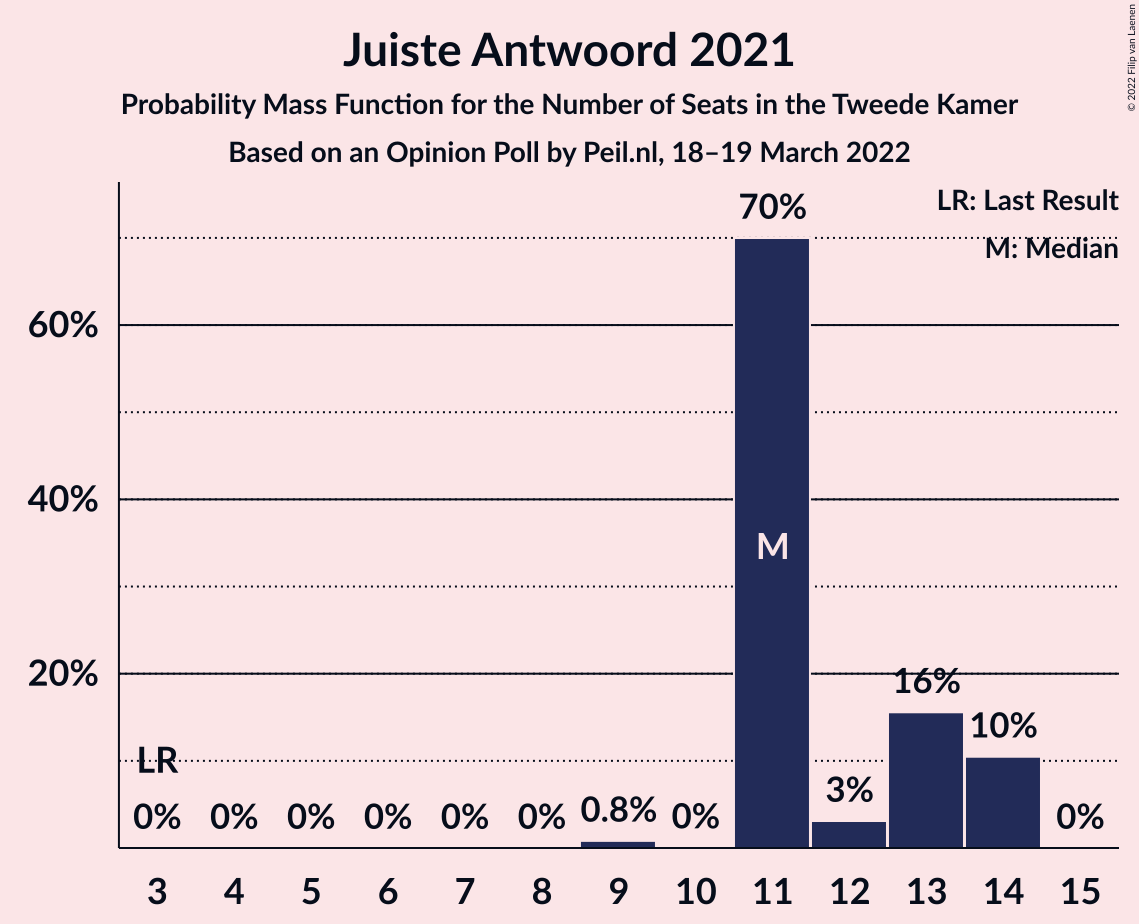 Juiste Antwoord 2021
Probability Mass Function for the Number of Seats in the Tweede Kamer
Based on an Opinion Poll by Peil.nl, 18–19 March 2022
© 2022 Filip van Laenen
LR: Last Result
M: Median
70%
60%
40%
M
20%
16%
10%
LR
3%
0% 0% 0% 0% 0% 0% 0.8% 0% 0%
3 4 5 6 7 8 9 10 11 12 13 14 15